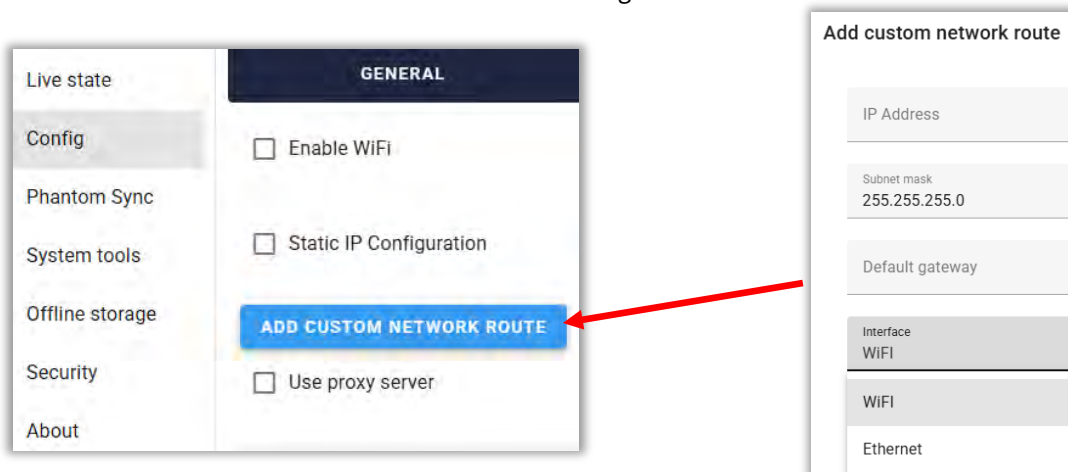 Add custom network route
Live state
Config
Phantom Sync
System tools
Offline storage
Security
About
GENERAL
Enable WiFi
Static IP Configuration
ADD CUSTOM NETWORK ROUTE
Use proxy server
IP Address
Subnet mask
255.255.255.0
Default gateway
Interface
WiFI
WiFI
Ethernet